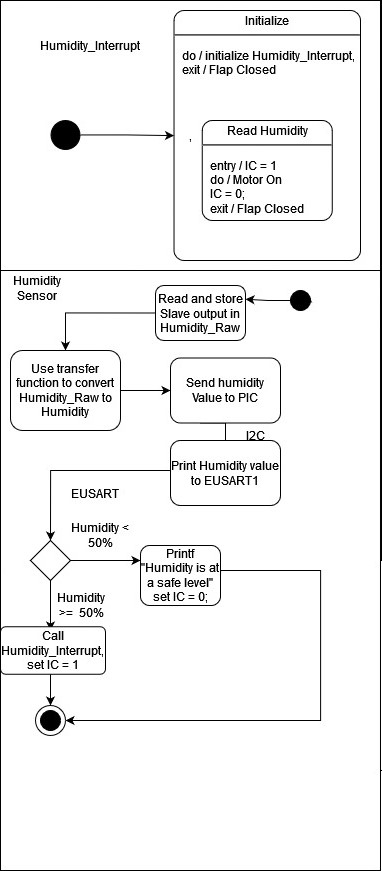 Initialize
Humidity_Interrupt
do / initialize Humidity_Interrupt,
exit / Flap Closed
,
Read Humidity
entry / IC = 1
do / Motor On
IC = 0;
exit / Flap Closed
Humidity
Sensor
Read and store
Slave output in
Humidity_Raw
Use transfer
function to convert
Humidity_Raw to
Humidity
Send humidity
Value to PIC
I2C
Print Humidity value
to EUSART1
EUSART
Humidity <
50%
Printf
"Humidity is at
a safe level"
set IC = 0;
Humidity
>= 50%
Call
Humidity_Interrupt,
set IC = 1